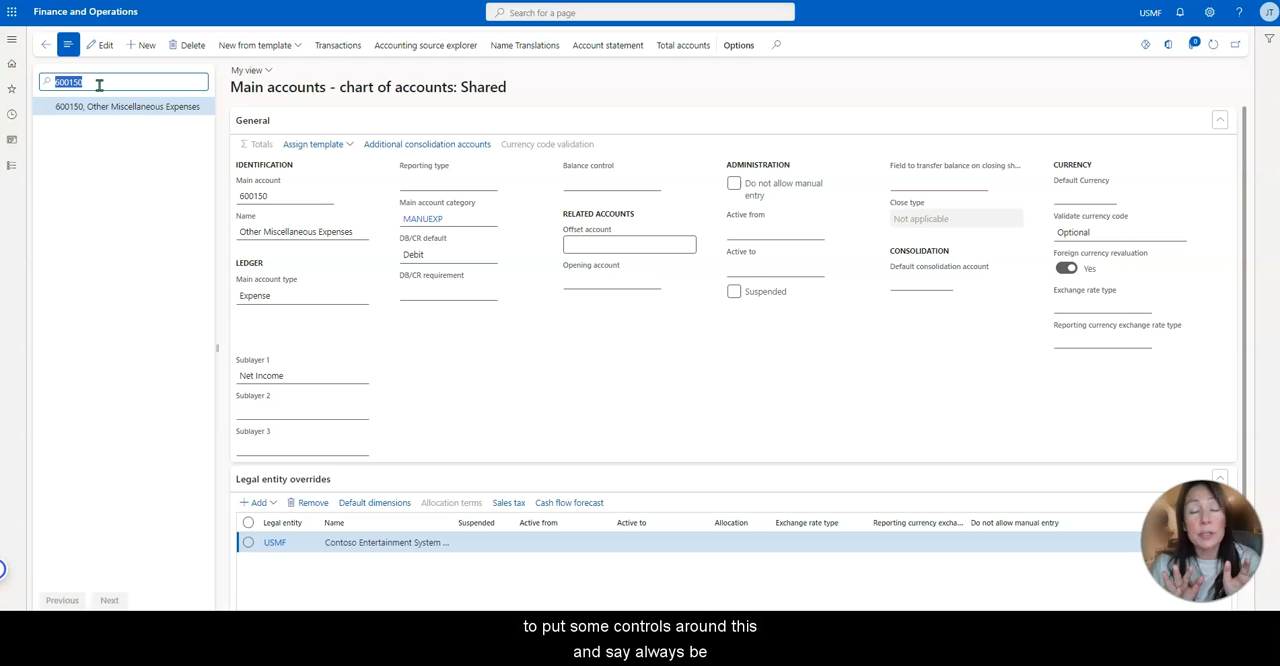 Finance and Operations
Search for a page
USMF
?
JT
Edit
New
Delete
New from template
Transactions
Accounting source explorer
Name Translations
Account statement
Total accounts
Options
0
600150
600150, Other Miscellaneous Expenses
Previous
Next
My view
Main accounts - chart of accounts: Shared
General
Σ Totals
Assign template
Additional consolidation accounts
Currency code validation
IDENTIFICATION
Main account
600150
Name
Other Miscellaneous Expenses
LEDGER
Main account type
Expense
Sublayer 1
Net Income
Sublayer 2
Sublayer 3
Reporting type
Main account category
MANUEXP
DB/CR default
Debit
DB/CR requirement
Balance control
RELATED ACCOUNTS
Offset account
Opening account
ADMINISTRATION
Do not allow manual
entry
Active from
Active to
Suspended
Field to transfer balance on closing sh...
Close type
Not applicable
CONSOLIDATION
Default consolidation account
CURRENCY
Default Currency
Validate currency code
Optional
Foreign currency revaluation
Yes
Exchange rate type
Reporting currency exchange rate type
Legal entity overrides
Add
Remove
Default dimensions
Allocation terms
Sales tax
Cash flow forecast
Legal entity Name Suspended Active from Active to Allocation Exchange rate type Reporting currency excha... Do not allow manual entry
USMF Contoso Entertainment System ...
to put some controls around this
and say always be